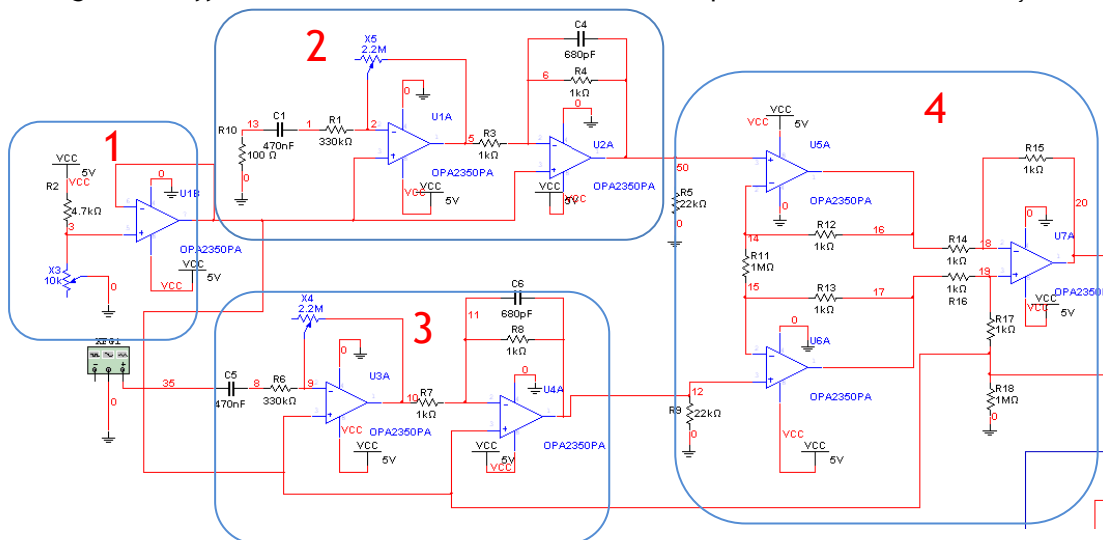 1
VCC
5V
VCC
R2
4.7kΩ
3
X3
10k
0
0
U1B
OPA2350PA
VCC
5V
VCC
2
X5
2.2M
R10
13
C1
470nF
1
R1
330kΩ
2
100 Ω
0
0
U1A
OPA2350PA
VCC
5V
5
R3
1kΩ
C4
680pF
6
R4
1kΩ
0
U2A
OPA2350PA
VCC
5V
VCC
50
R5
22kΩ
0
3
XFG1
0
35
C5
470nF
8
R6
330kΩ
9
X4
2.2M
0
U3A
OPA2350PA
VCC
VCC
5V
10
R7
1kΩ
11
C6
680pF
R8
1kΩ
0
U4A
OPA2350PA
VCC
5V
VCC
12
R9
22kΩ
0
4
VCC
VCC
5V
U5A
OPA2350PA
0
14
R12
1kΩ
16
R11
1MΩ
15
R13
1kΩ
17
0
U6A
OPA2350PA
VCC
VCC
5V
R14
1kΩ
18
R15
1kΩ
20
0
U7A
19
1kΩ
R16
VCC
5V
VCC
R17
1kΩ
R18
1MΩ
0